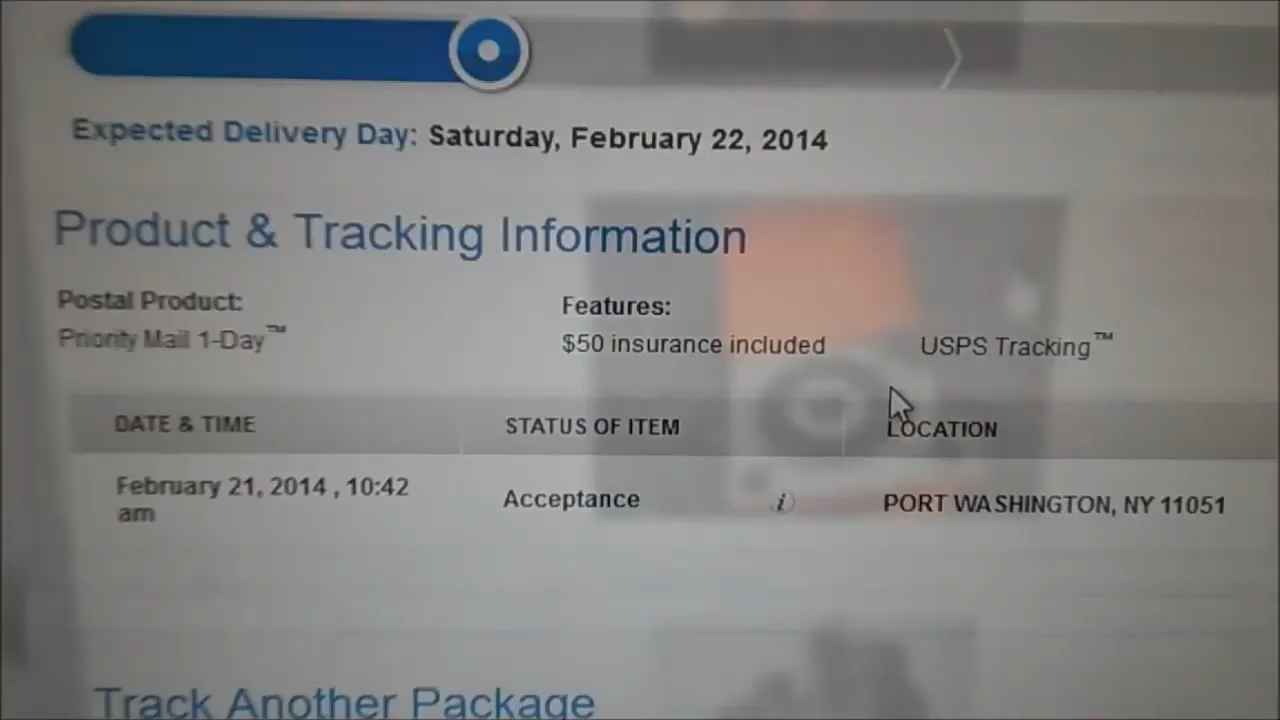 Expected Delivery Day: Saturday, February 22, 2014
Product & Tracking Information
Postal Product:
Priority Mail 1-Day™
Features:
$50 insurance included
USPS Tracking™
DATE & TIME
STATUS OF ITEM
LOCATION
February 21, 2014 , 10:42
am
Acceptance
i
PORT WASHINGTON, NY 11051
Track Another Package